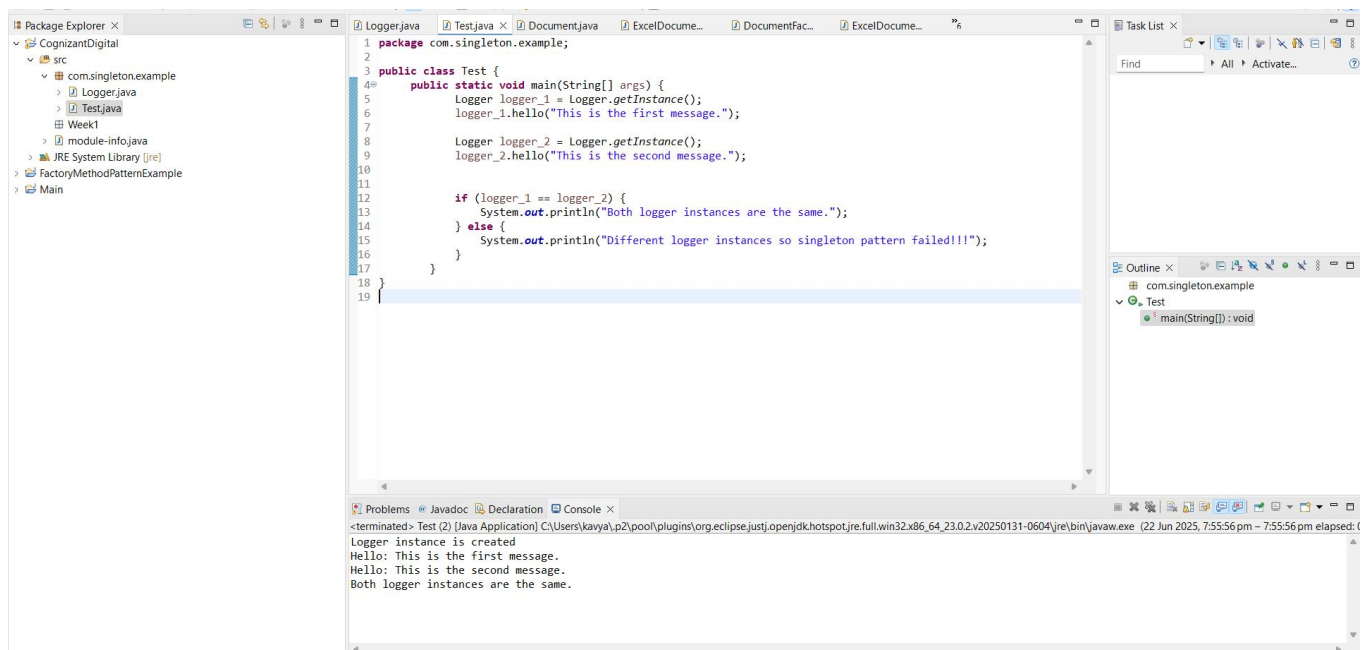 Package Explorer
CognizantDigital
src
com.singleton.example
Logger.java
Test.java
Week1
module-info.java
JRE System Library [jre]
FactoryMethodPatternExample
Main
Logger.java Test.java Document.java ExcelDocume... DocumentFac... ExcelDocume... »6
1 package com.singleton.example;
2
3 public class Test {
4 public static void main(String[] args) {
5 Logger logger_1 = Logger.getInstance();
6 logger_1.hello("This is the first message.");
7
8 Logger logger_2 = Logger.getInstance();
9 logger_2.hello("This is the second message.");
10
11
12 if (logger_1 == logger_2) {
13 System.out.println("Both logger instances are the same.");
14 } else {
15 System.out.println("Different logger instances so singleton pattern failed!!!");
16 }
17 }
18 }
19
Task List
Find All Activate...
Outline
com.singleton.example
Test
main(String[]) : void
Problems Javadoc Declaration Console
<terminated> Test (2) [Java Application] C:\Users\kavya\.p2\pool\plugins\org.eclipse.justj.openjdk.hotspot.jre.full.win32.x86_64_23.0.2.v20250131-0604\jre\bin\javaw.exe (22 Jun 2025, 7:55:56 pm – 7:55:56 pm elapsed: 0
Logger instance is created
Hello: This is the first message.
Hello: This is the second message.
Both logger instances are the same.